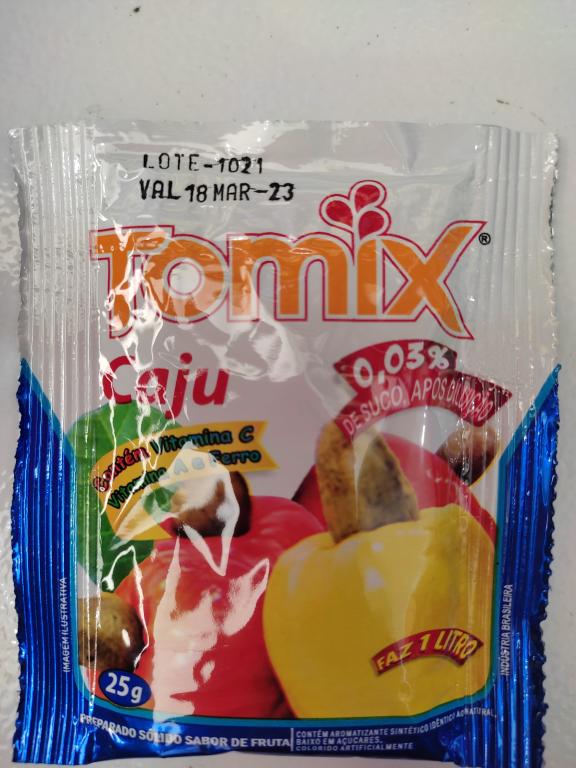 LOTE-1021
VAL 18 MAR-23
Tomix®
Caju
0,03%
DE SUCO, APÓS DILUIÇÃO
Contém Vitamina C
Vitamina A e Ferro
IMAGEM ILUSTRATIVA
INDÚSTRIA BRASILEIRA
FAZ 1 LITRO
25g
PREPARADO SÓLIDO SABOR DE FRUTA
CONTÉM AROMATIZANTE SINTÉTICO IDÊNTICO AO NATURAL,
BAIXO EM AÇÚCARES,
COLORIDO ARTIFICIALMENTE